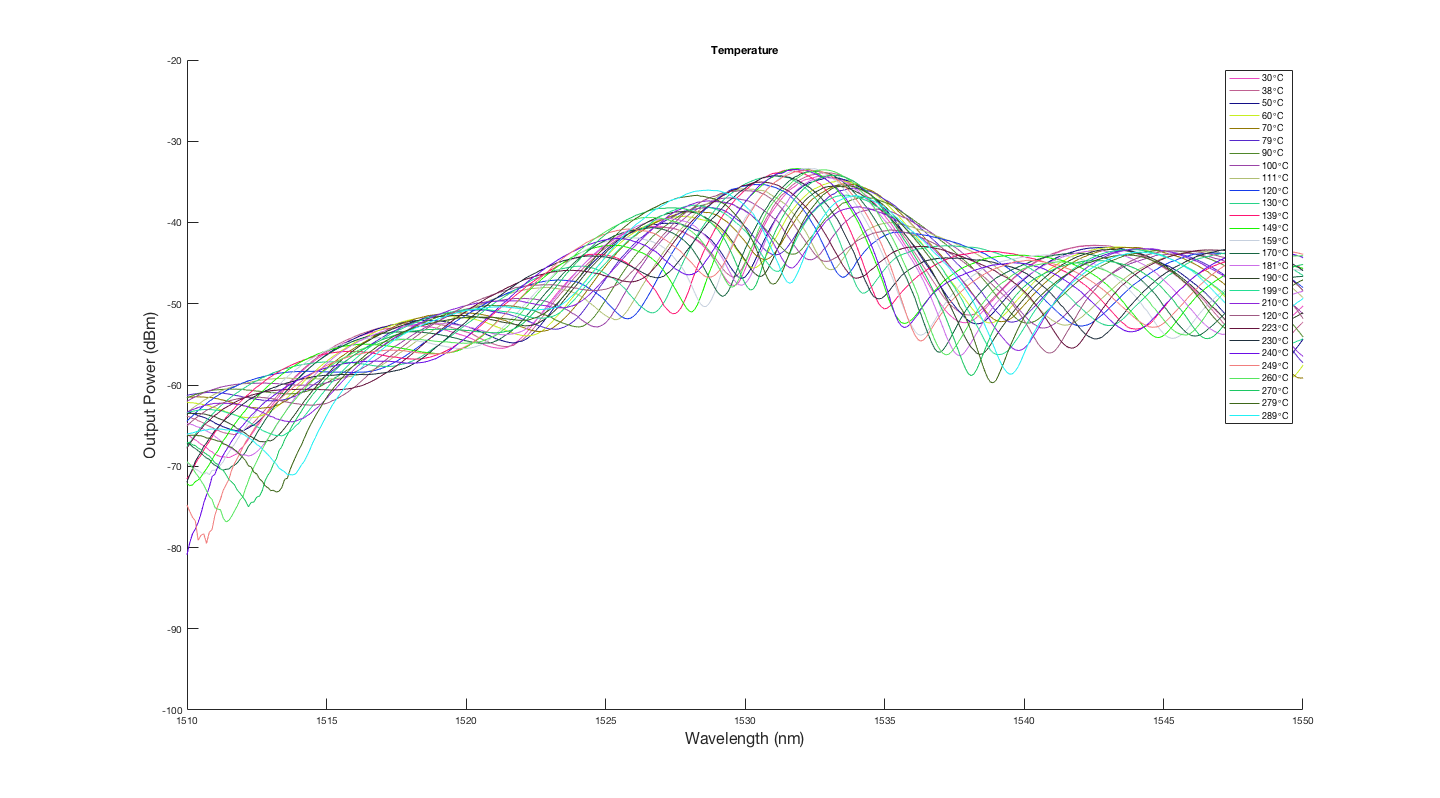 Temperature
-20
-30
-40
-50
-60
-70
-80
-90
-100
Output Power (dBm)
1510
1515
1520
1525
1530
1535
1540
1545
1550
Wavelength (nm)
30°C
38°C
50°C
60°C
70°C
79°C
90°C
100°C
111°C
120°C
130°C
139°C
149°C
159°C
170°C
181°C
190°C
199°C
210°C
120°C
223°C
230°C
240°C
249°C
260°C
270°C
279°C
289°C